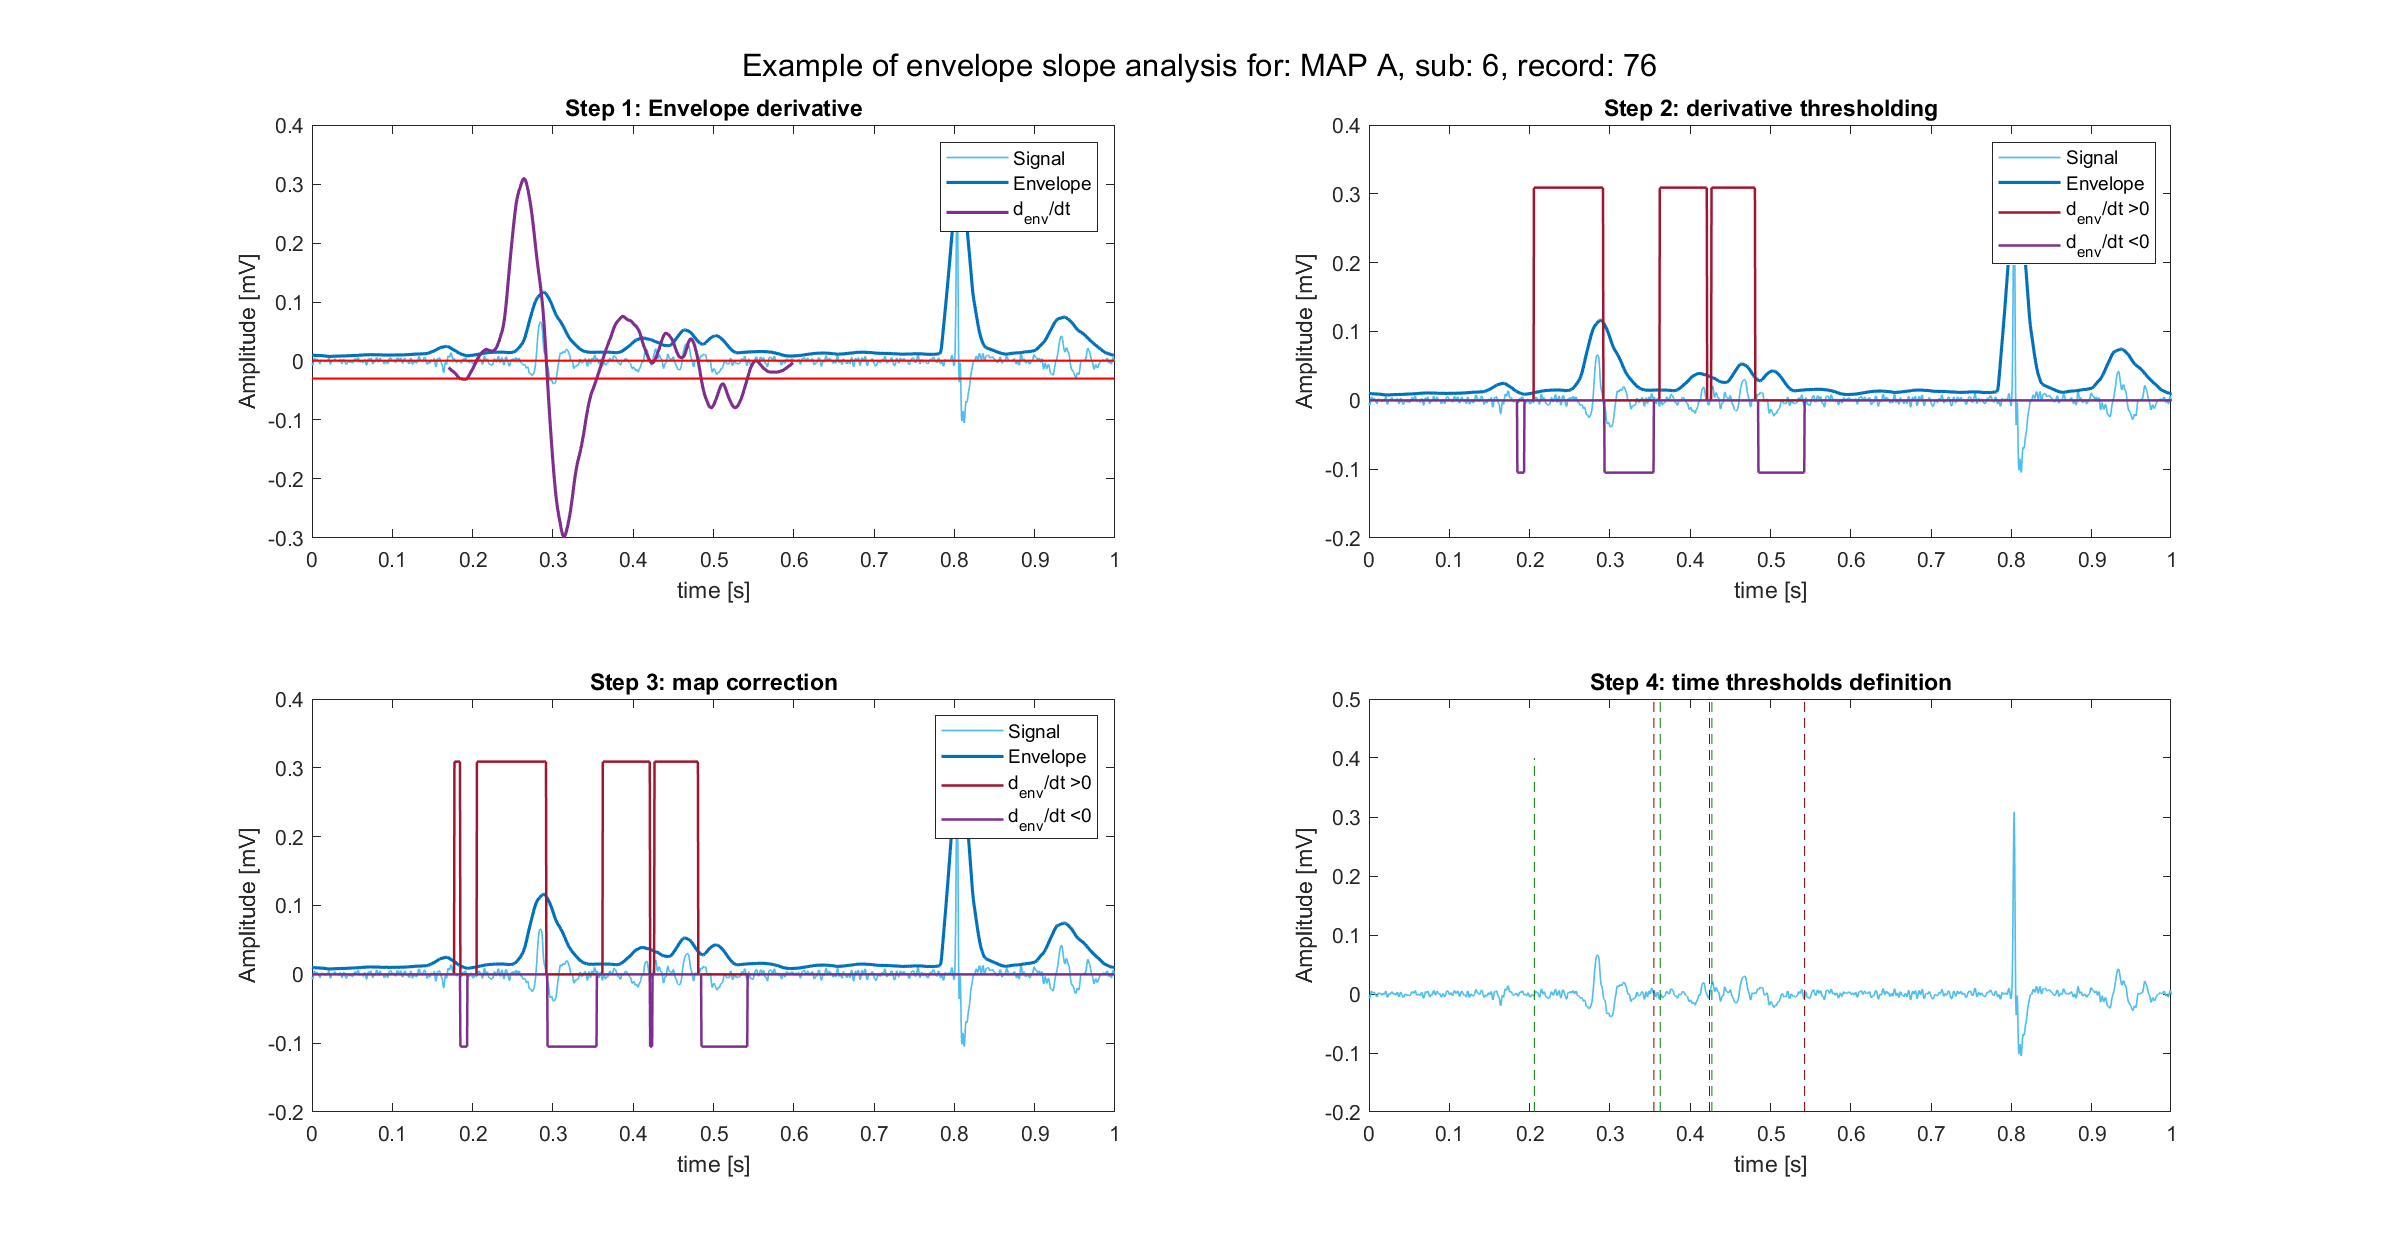 Example of envelope slope analysis for: MAP A, sub: 6, record: 76
Step 1: Envelope derivative
0.4
0.3
0.2
0.1
0
-0.1
-0.2
-0.3
Amplitude [mV]
0 0.1 0.2 0.3 0.4 0.5 0.6 0.7 0.8 0.9 1
time [s]
Signal
Envelope
d_env/dt
Step 2: derivative thresholding
0.4
0.3
0.2
0.1
0
-0.1
-0.2
Amplitude [mV]
0 0.1 0.2 0.3 0.4 0.5 0.6 0.7 0.8 0.9 1
time [s]
Signal
Envelope
d_env/dt >0
d_env/dt <0
Step 3: map correction
0.4
0.3
0.2
0.1
0
-0.1
-0.2
Amplitude [mV]
0 0.1 0.2 0.3 0.4 0.5 0.6 0.7 0.8 0.9 1
time [s]
Signal
Envelope
d_env/dt >0
d_env/dt <0
Step 4: time thresholds definition
0.5
0.4
0.3
0.2
0.1
0
-0.1
-0.2
Amplitude [mV]
0 0.1 0.2 0.3 0.4 0.5 0.6 0.7 0.8 0.9 1
time [s]